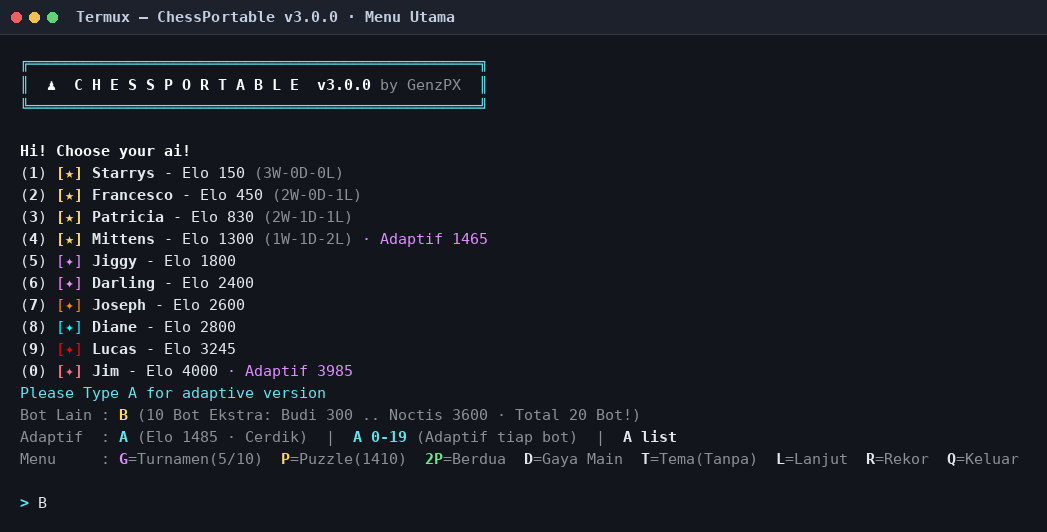 Termux — ChessPortable v3.0.0 · Menu Utama
♟ C H E S S P O R T A B L E v3.0.0 by GenzPX
Hi! Choose your ai!
(1) [★] Starrys - Elo 150 (3W-0D-0L)
(2) [★] Francesco - Elo 450 (2W-0D-1L)
(3) [★] Patricia - Elo 830 (2W-1D-1L)
(4) [★] Mittens - Elo 1300 (1W-1D-2L) · Adaptif 1465
(5) [✦] Jiggy - Elo 1800
(6) [✦] Darling - Elo 2400
(7) [✦] Joseph - Elo 2600
(8) [✦] Diane - Elo 2800
(9) [✦] Lucas - Elo 3245
(0) [✦] Jim - Elo 4000 · Adaptif 3985
Please Type A for adaptive version
Bot Lain : B (10 Bot Ekstra: Budi 300 .. Noctis 3600 · Total 20 Bot!)
Adaptif : A (Elo 1485 · Cerdik) | A 0-19 (Adaptif tiap bot) | A list
Menu : G=Turnamen(5/10) P=Puzzle(1410) 2P=Berdua D=Gaya Main T=Tema(Tanpa) L=Lanjut R=Rekor Q=Keluar
> B